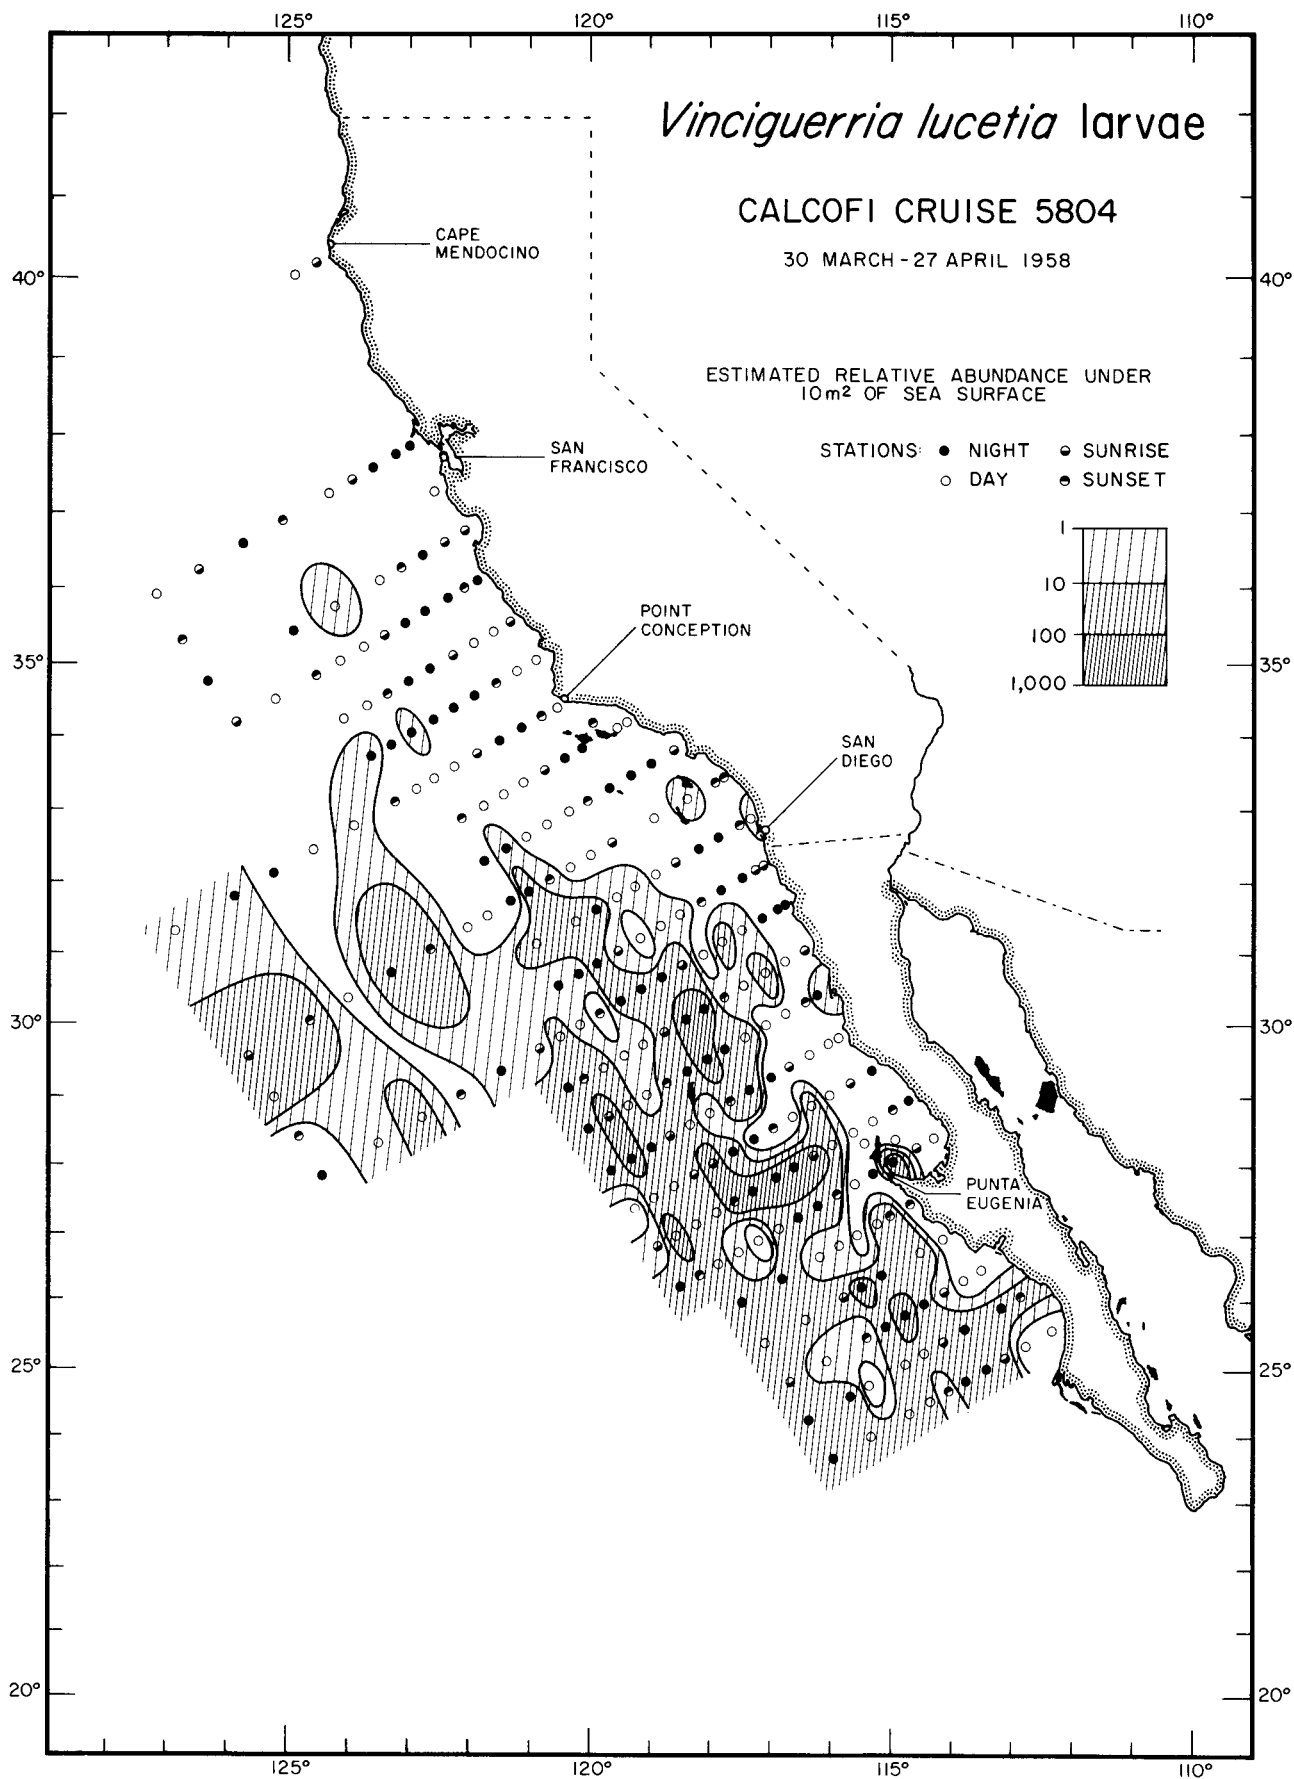 125° 120° 115° 110°
Vinciguerria lucetia larvae
CALCOFI CRUISE 5804
30 MARCH - 27 APRIL 1958
CAPE
MENDOCINO
40° 40°
ESTIMATED RELATIVE ABUNDANCE UNDER
10m² OF SEA SURFACE
STATIONS: NIGHT SUNRISE
DAY SUNSET
SAN
FRANCISCO
1
10
100
1,000
POINT
CONCEPTION
35° 35°
SAN
DIEGO
30° 30°
PUNTA
EUGENIA
25° 25°
20° 20°
125° 120° 115° 110°